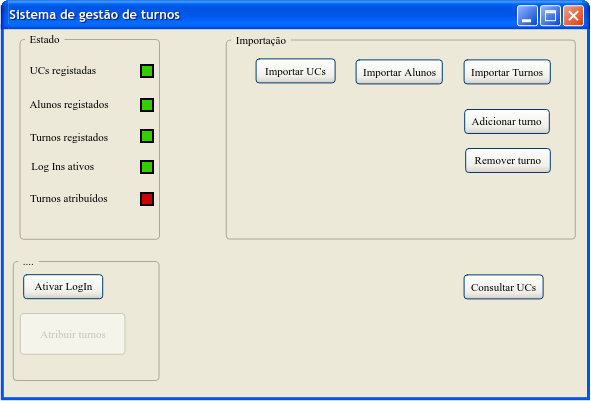 Sistema de gestão de turnos
Estado
UCs registadas
Alunos registados
Turnos registados
Log Ins ativos
Turnos atribuídos
Importação
Importar UCs
Importar Alunos
Importar Turnos
Adicionar turno
Remover turno
....
Ativar LogIn
Atribuir turnos
Consultar UCs